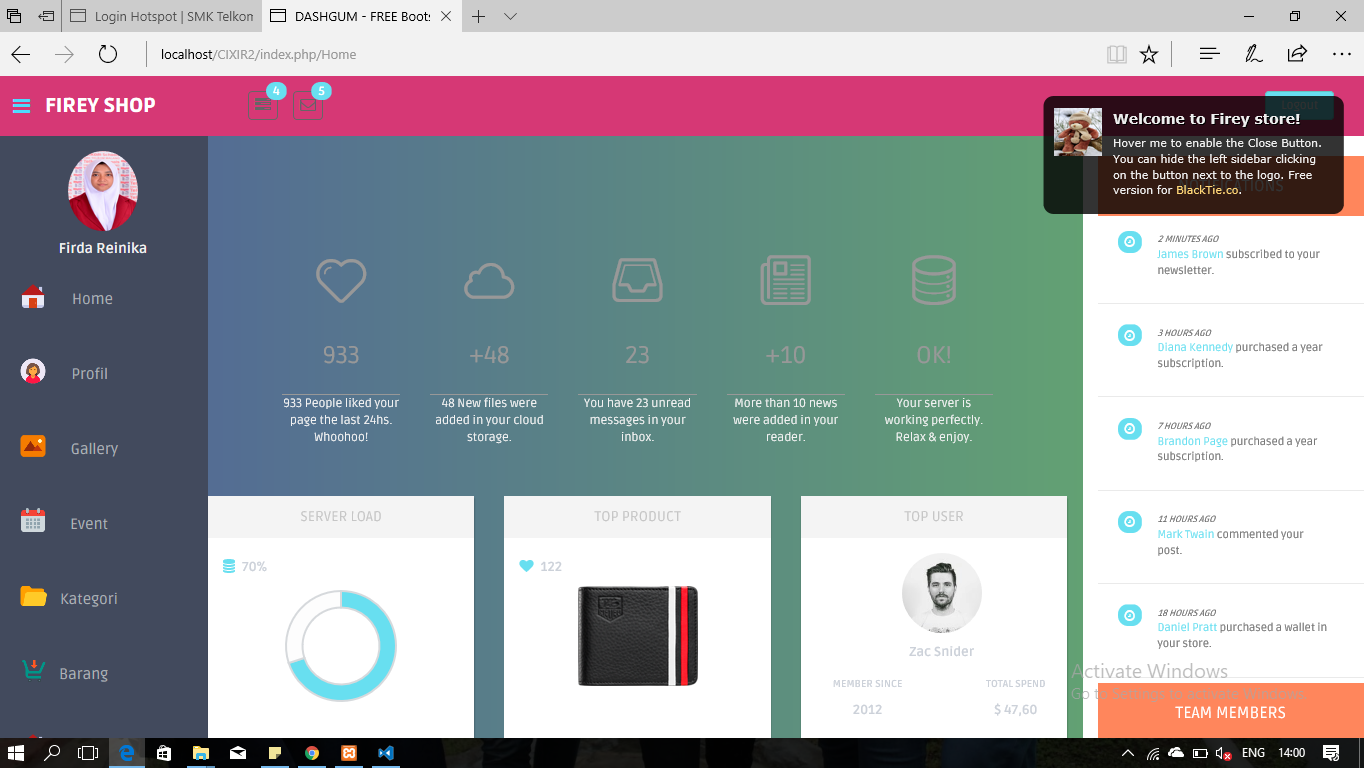 Login Hotspot | SMK Telkom
DASHGUM - FREE Boots
localhost/CIXIR2/index.php/Home
FIREY SHOP
4
5
Logout
Welcome to Firey store!
Hover me to enable the Close Button.
You can hide the left sidebar clicking
on the button next to the logo. Free
version for BlackTie.co.
Firda Reinika
Home
Profil
Gallery
Event
Kategori
Barang
933
+48
23
+10
OK!
933 People liked your
page the last 24hs.
Whoohoo!
48 New files were
added in your cloud
storage.
You have 23 unread
messages in your
inbox.
More than 10 news
were added in your
reader.
Your server is
working perfectly.
Relax & enjoy.
SERVER LOAD
70%
TOP PRODUCT
122
TOP USER
Zac Snider
MEMBER SINCE
2012
TOTAL SPEND
$ 47,60
2 MINUTES AGO
James Brown subscribed to your
newsletter.
3 HOURS AGO
Diana Kennedy purchased a year
subscription.
7 HOURS AGO
Brandon Page purchased a year
subscription.
11 HOURS AGO
Mark Twain commented your
post.
18 HOURS AGO
Daniel Pratt purchased a wallet in
your store.
Activate Windows
Go to Settings to activate Windows.
TEAM MEMBERS
ENG
14:00